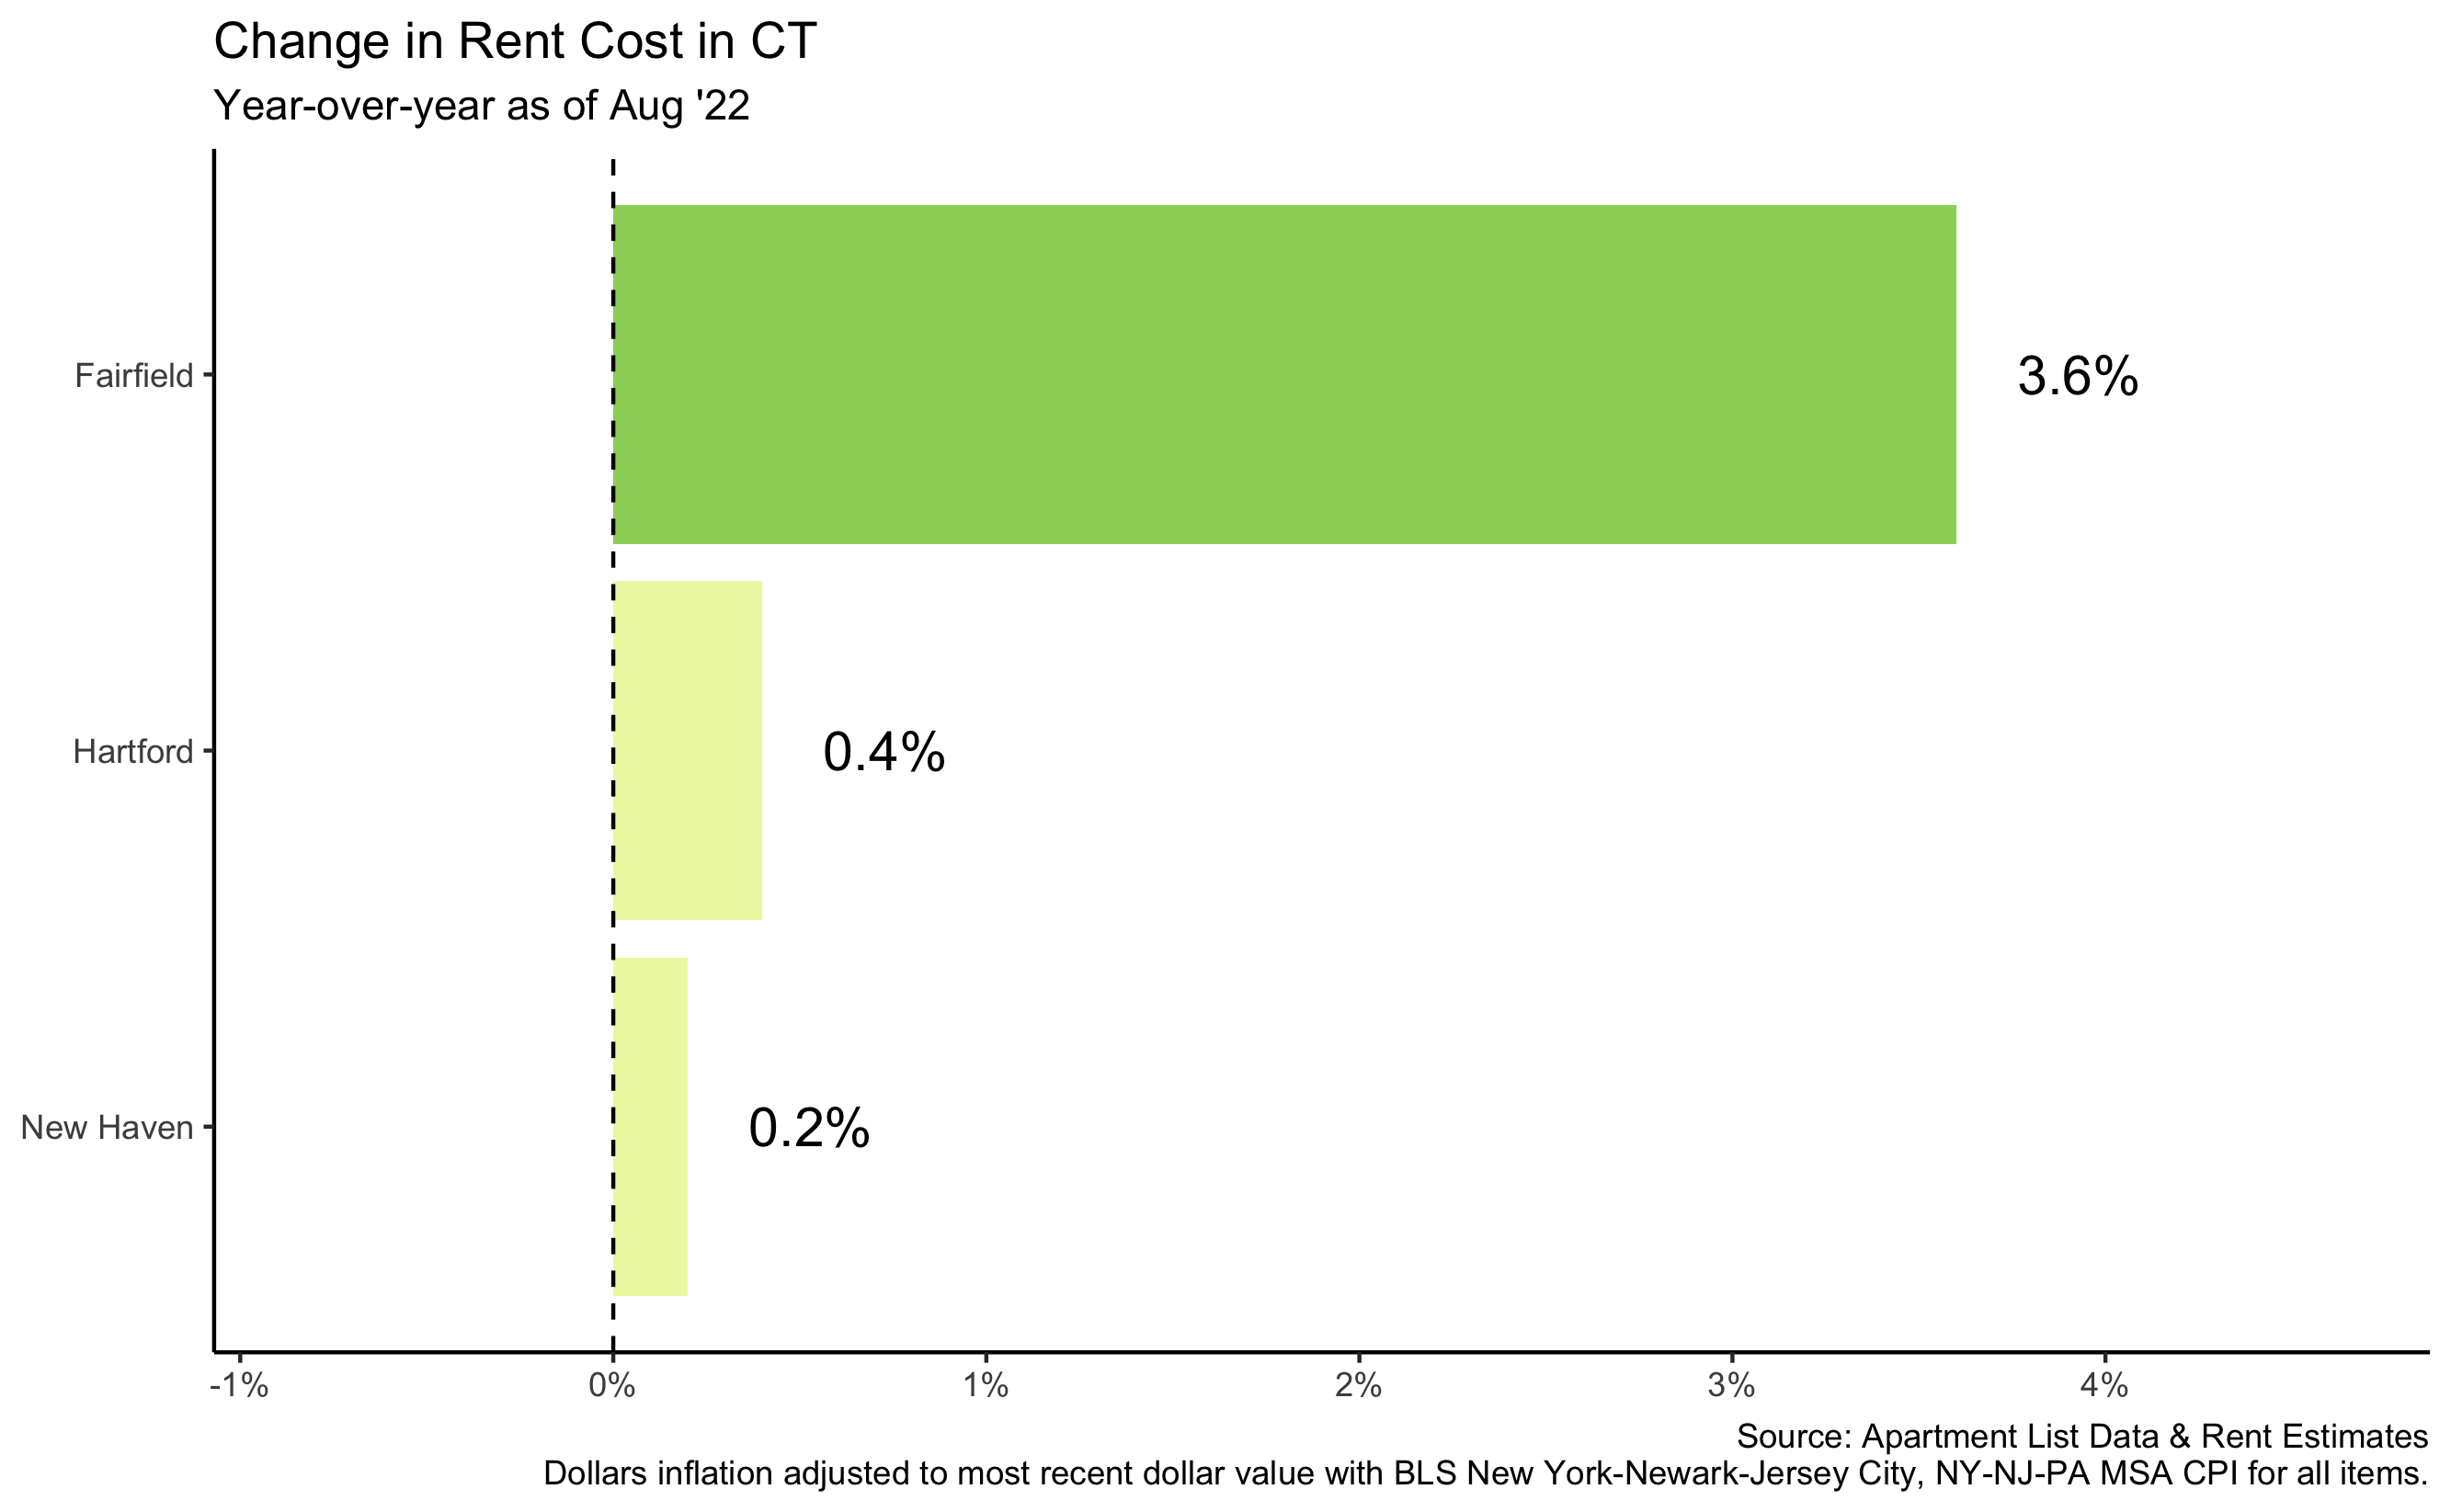 Change in Rent Cost in CT
Year-over-year as of Aug '22
Fairfield
3.6%
Hartford
0.4%
New Haven
0.2%
-1%
0%
1%
2%
3%
4%
Source: Apartment List Data & Rent Estimates
Dollars inflation adjusted to most recent dollar value with BLS New York-Newark-Jersey City, NY-NJ-PA MSA CPI for all items.